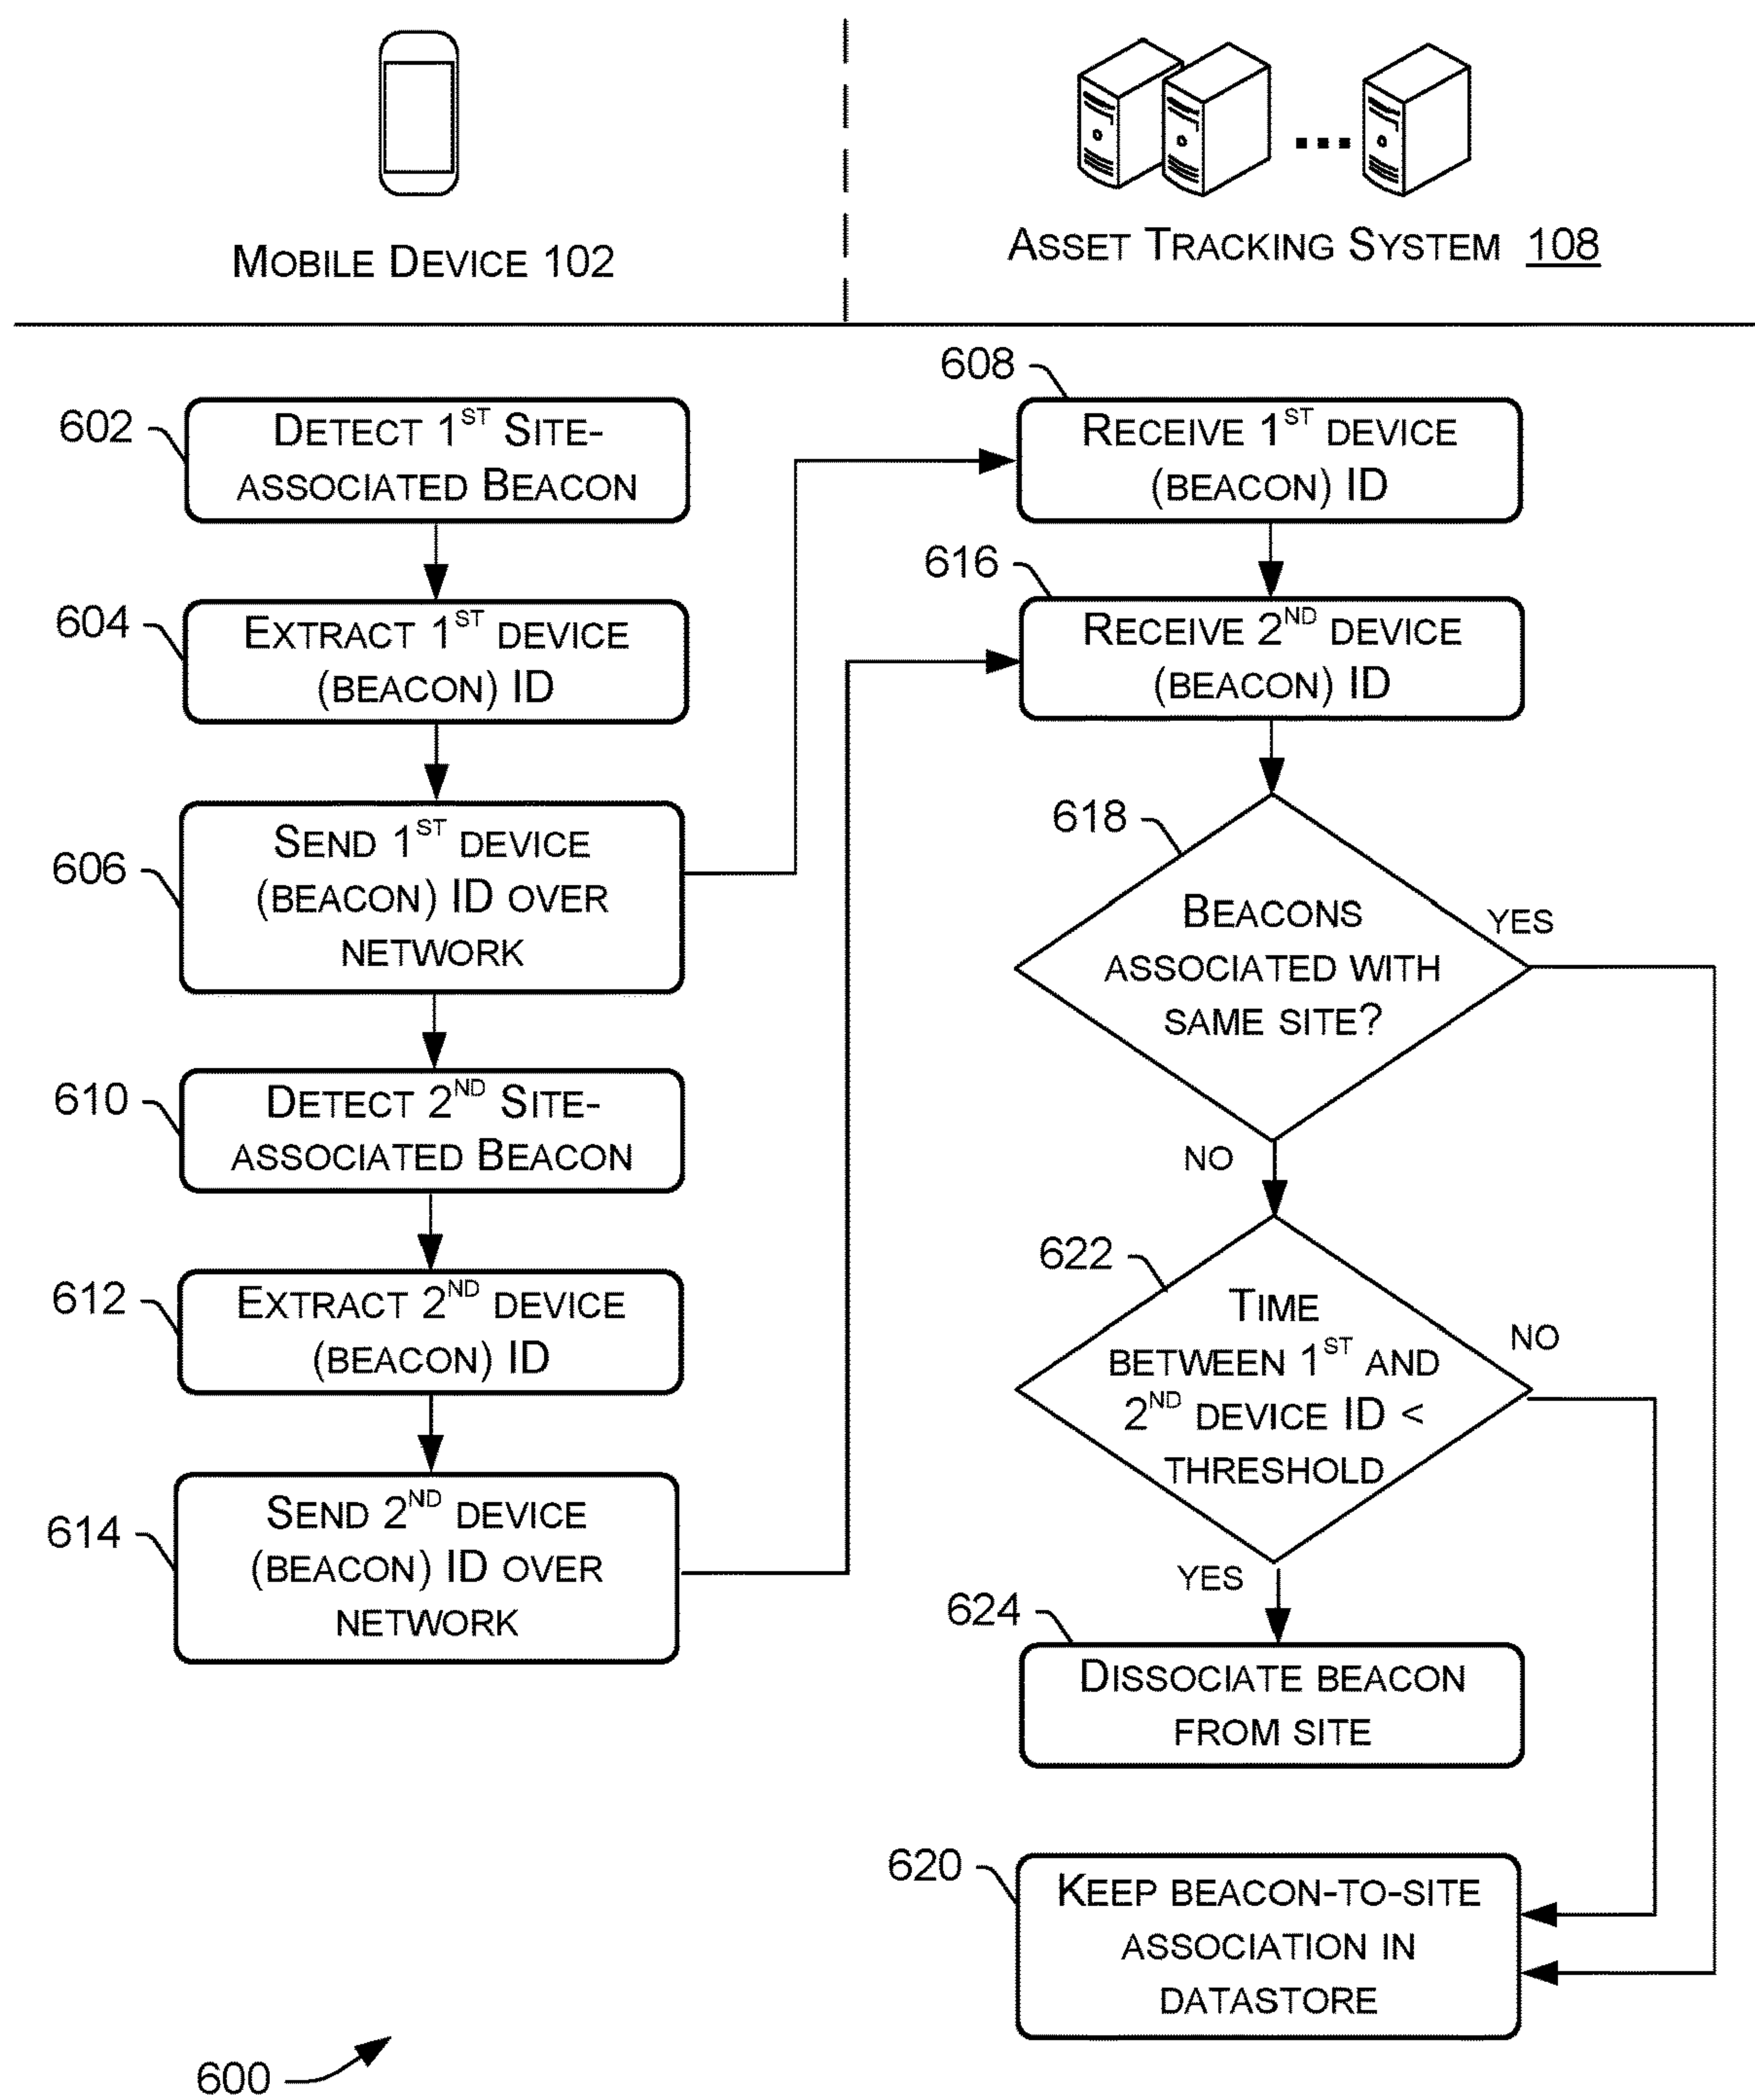 MOBILE DEVICE 102
ASSET TRACKING SYSTEM 108
602
DETECT 1ST SITE-
ASSOCIATED BEACON
604
EXTRACT 1ST DEVICE
(BEACON) ID
606
SEND 1ST DEVICE
(BEACON) ID OVER
NETWORK
610
DETECT 2ND SITE-
ASSOCIATED BEACON
612
EXTRACT 2ND DEVICE
(BEACON) ID
614
SEND 2ND DEVICE
(BEACON) ID OVER
NETWORK
608
RECEIVE 1ST DEVICE
(BEACON) ID
616
RECEIVE 2ND DEVICE
(BEACON) ID
618
BEACONS
ASSOCIATED WITH
SAME SITE?
YES
NO
622
TIME
BETWEEN 1ST AND
2ND DEVICE ID <
THRESHOLD
NO
YES
624
DISSOCIATE BEACON
FROM SITE
620
KEEP BEACON-TO-SITE
ASSOCIATION IN
DATASTORE
600